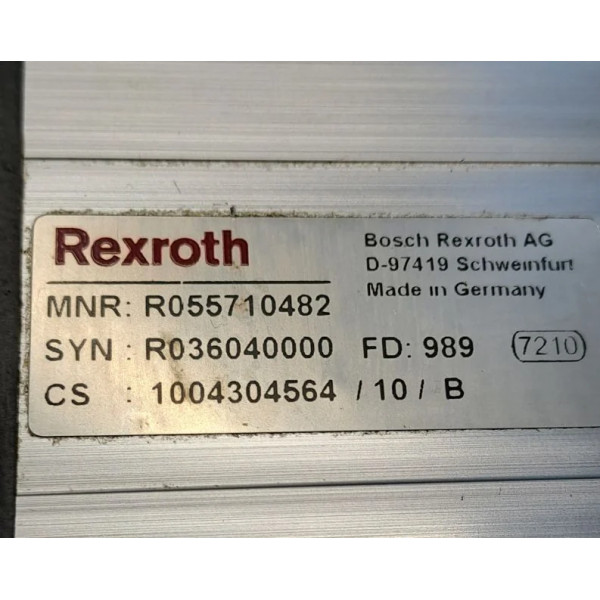 Rexroth
Bosch Rexroth AG
D-97419 Schweinfurt
Made in Germany
MNR: R055710482
SYN : R036040000 FD: 989 7210
CS : 1004304564 / 10 / B